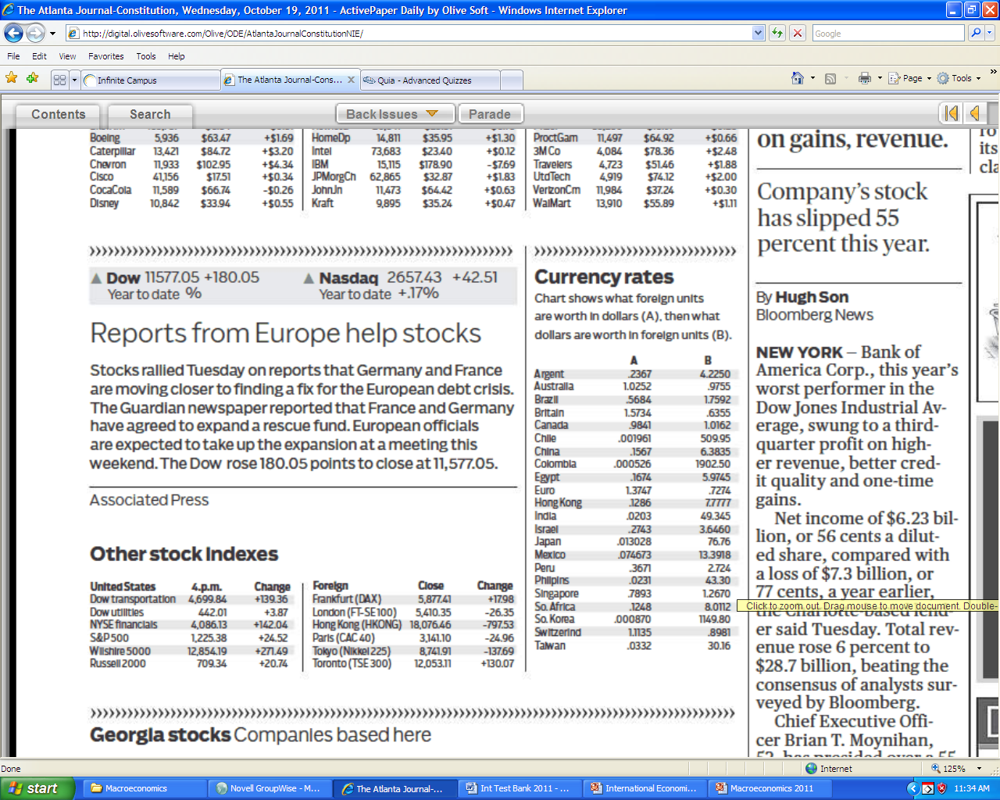 The Atlanta Journal-Constitution, Wednesday, October 19, 2011 - ActivePaper Daily by Olive Soft - Windows Internet Explorer
http://digital.olivesoftware.com/Olive/ODE/AtlantaJournalConstitutionNIE/
Google
File Edit View Favorites Tools Help
Infinite Campus
The Atlanta Journal-Cons...
Quia - Advanced Quizzes
Page
Tools
Contents
Search
Back Issues
Parade
Boeing 5,936 $63.47 +$1.69
Caterpillar 13,421 $84.72 +$3.20
Chevron 11,933 $102.95 +$4.34
Cisco 41,156 $17.51 +$0.34
CocaCola 11,589 $66.74 -$0.26
Disney 10,842 $33.94 +$0.55
HomeDp 14,811 $35.95 +$1.30
Intel 73,683 $23.40 +$0.12
IBM 15,115 $178.90 -$7.69
JPMorgCh 62,865 $32.87 +$1.83
JohnJn 11,473 $64.42 +$0.63
Kraft 9,895 $35.24 +$0.47
ProctGam 11,497 $64.92 +$0.66
3M Co 4,084 $78.36 +$2.48
Travelers 4,723 $51.46 +$1.88
UtdTech 4,919 $74.12 +$2.00
VerizonCm 11,984 $37.24 +$0.30
WalMart 13,910 $55.89 +$1.11
Dow 11577.05 +180.05
Year to date %
Nasdaq 2657.43 +42.51
Year to date +.17%
Reports from Europe help stocks
Stocks rallied Tuesday on reports that Germany and France
are moving closer to finding a fix for the European debt crisis.
The Guardian newspaper reported that France and Germany
have agreed to expand a rescue fund. European officials
are expected to take up the expansion at a meeting this
weekend. The Dow rose 180.05 points to close at 11,577.05.
Associated Press
Other stock indexes
United States 4.p.m. Change
Dow transportation 4,699.84 +139.36
Dow utilities 442.01 +3.87
NYSE financials 4,086.13 +142.04
S&P 500 1,225.38 +24.52
Wilshire 5000 12,854.19 +271.49
Russell 2000 709.34 +20.74
Foreign Close Change
Frankfurt (DAX) 5,877.41 +17.98
London (FT-SE 100) 5,410.35 -26.35
Hong Kong (HKONG) 18,076.46 -797.53
Paris (CAC 40) 3,141.10 -24.96
Tokyo (Nikkei 225) 8,741.91 -137.69
Toronto (TSE 300) 12,053.11 +130.07
Currency rates
Chart shows what foreign units
are worth in dollars (A), then what
dollars are worth in foreign units (B).
A B
Argent .2367 4.2250
Australia 1.0252 .9755
Brazil .5684 1.7592
Britain 1.5734 .6355
Canada .9841 1.0162
Chile .001961 509.95
China .1567 6.3835
Colombia .000526 1902.50
Egypt .1674 5.9745
Euro 1.3747 .7274
Hong Kong .1286 7.7777
India .0203 49.345
Israel .2743 3.6460
Japan .013028 76.76
Mexico .074673 13.3918
Peru .3671 2.724
Philpins .0231 43.30
Singapore .7893 1.2670
So. Africa .1248 8.0112
So. Korea .000870 1149.80
Switzerlnd 1.1135 .8981
Taiwan .0332 30.16
Georgia stocks Companies based here
on gains, revenue.
Company's stock
has slipped 55
percent this year.
By Hugh Son
Bloomberg News
NEW YORK – Bank of
America Corp., this year's
worst performer in the
Dow Jones Industrial Av-
erage, swung to a third-
quarter profit on high-
er revenue, better cred-
it quality and one-time
gains.
Net income of $6.23 bil-
lion, or 56 cents a dilut-
ed share, compared with
a loss of $7.3 billion, or
77 cents, a year earlier,
Click to zoom out. Drag mouse to move document. Double-
the Charlotte-based lend-
er said Tuesday. Total rev-
enue rose 6 percent to
$28.7 billion, beating the
consensus of analysts sur-
veyed by Bloomberg.
Chief Executive Offi-
cer Brian T. Moynihan,
52, has presided over a 55
its
cla
Done
Internet
125%
start
Macroeconomics
Novell GroupWise - M...
The Atlanta Journal-...
Int Test Bank 2011 - ...
International Economi...
Macroeconomics 2011
11:34 AM